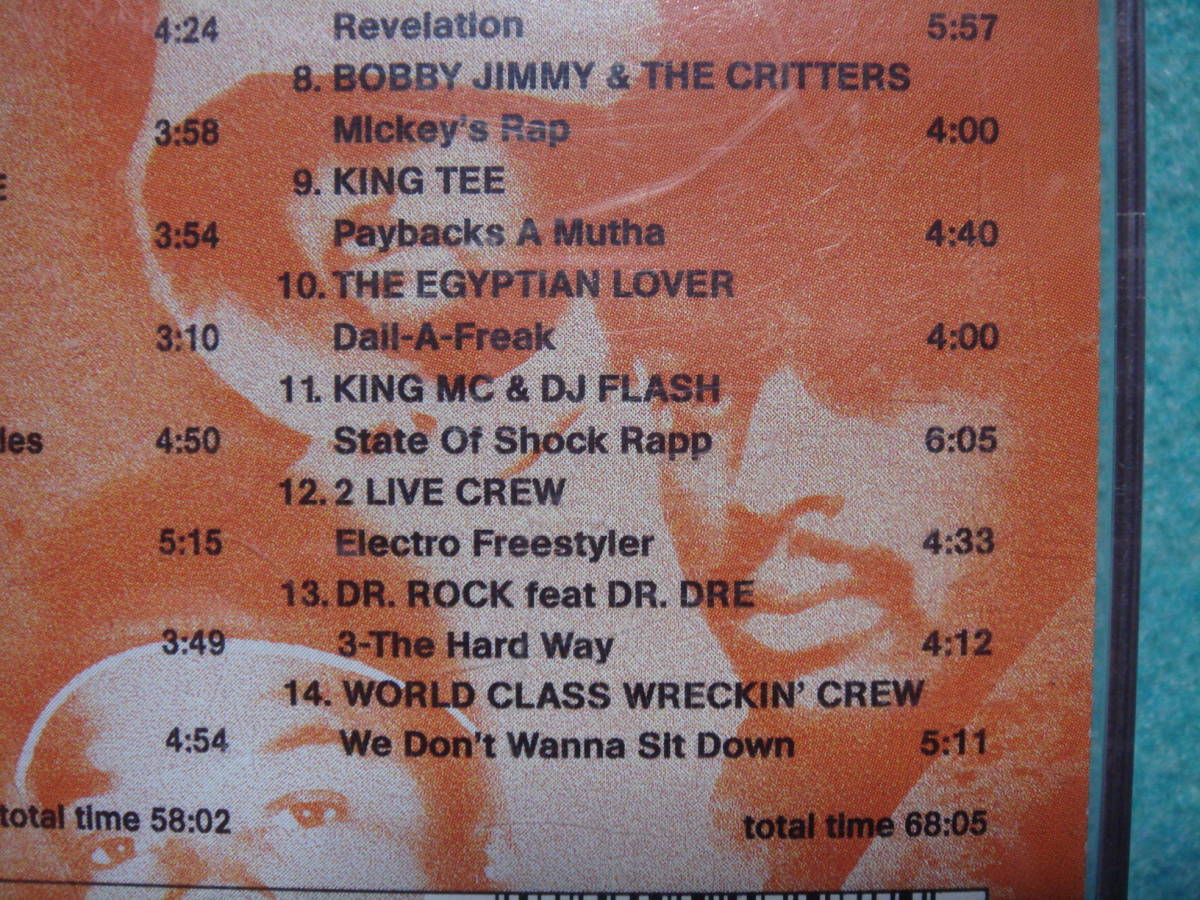 4:24
3:58
E
3:54
3:10
les 4:50
5:15
3:49
4:54
total time 58:02
Revelation 5:57
8. BOBBY JIMMY & THE CRITTERS
MIckey's Rap 4:00
9. KING TEE
Paybacks A Mutha 4:40
10. THE EGYPTIAN LOVER
Dail-A-Freak 4:00
11. KING MC & DJ FLASH
State Of Shock Rapp 6:05
12. 2 LIVE CREW
Electro Freestyler 4:33
13. DR. ROCK feat DR. DRE
3-The Hard Way 4:12
14. WORLD CLASS WRECKIN' CREW
We Don't Wanna Sit Down 5:11
total time 68:05